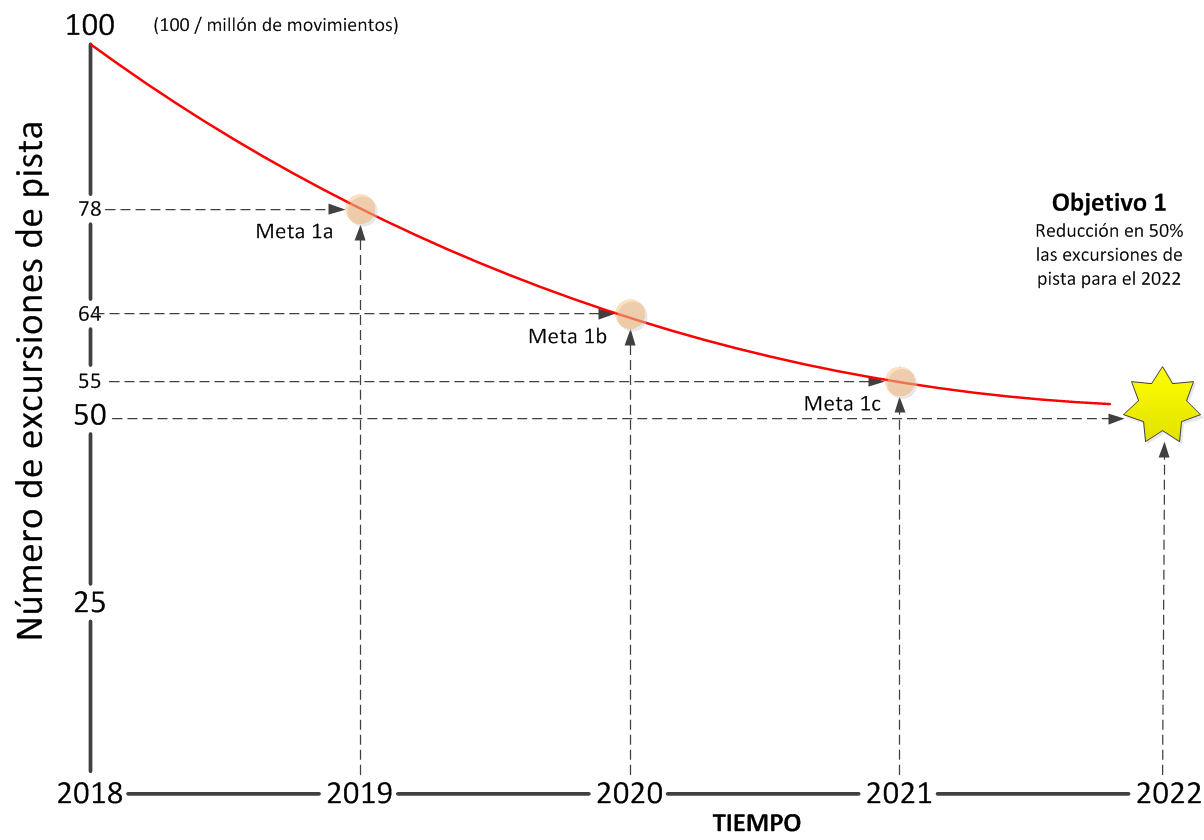 100
(100 / millón de movimientos)
Número de excursiones de pista
78
Meta 1a
Objetivo 1
Reducción en 50%
las excursiones de
pista para el 2022
64
Meta 1b
55
Meta 1c
50
25
2018
2019
2020
2021
2022
TIEMPO